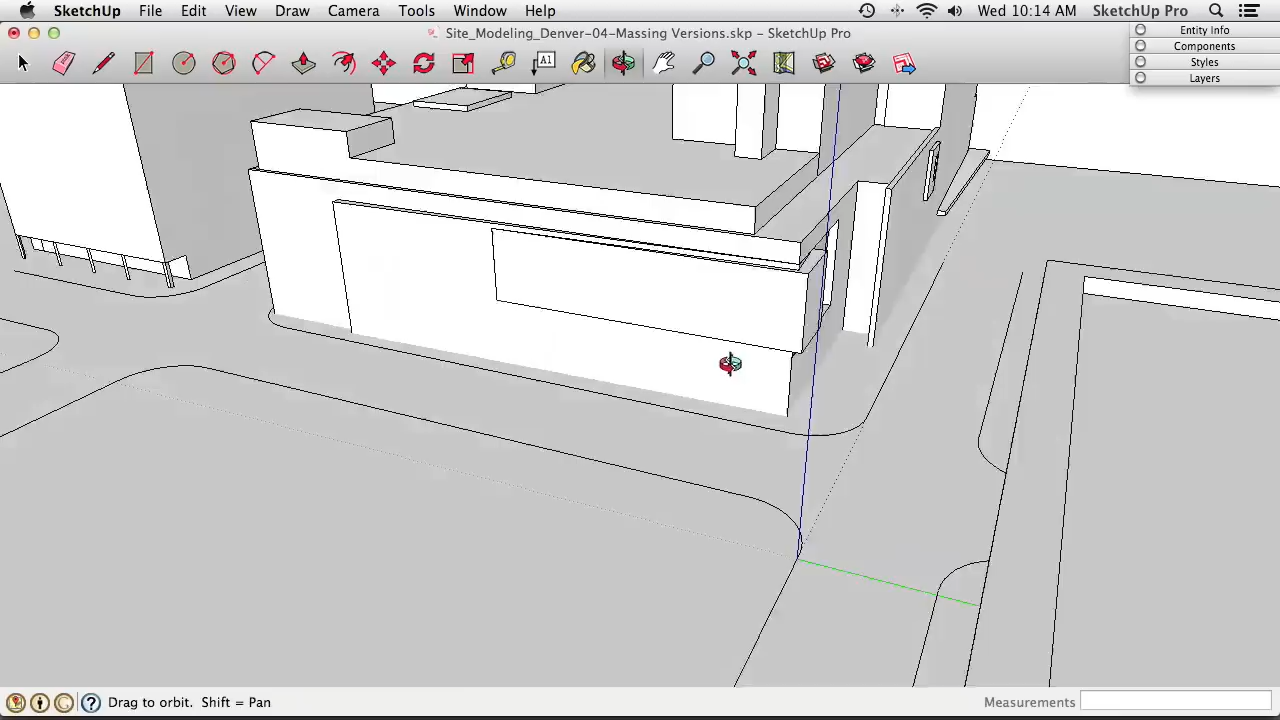 SketchUp File Edit View Draw Camera Tools Window Help Wed 10:14 AM SketchUp Pro
Site_Modeling_Denver-04-Massing Versions.skp - SketchUp Pro
Entity Info
Components
Styles
Layers
A1
Drag to orbit. Shift = Pan
Measurements